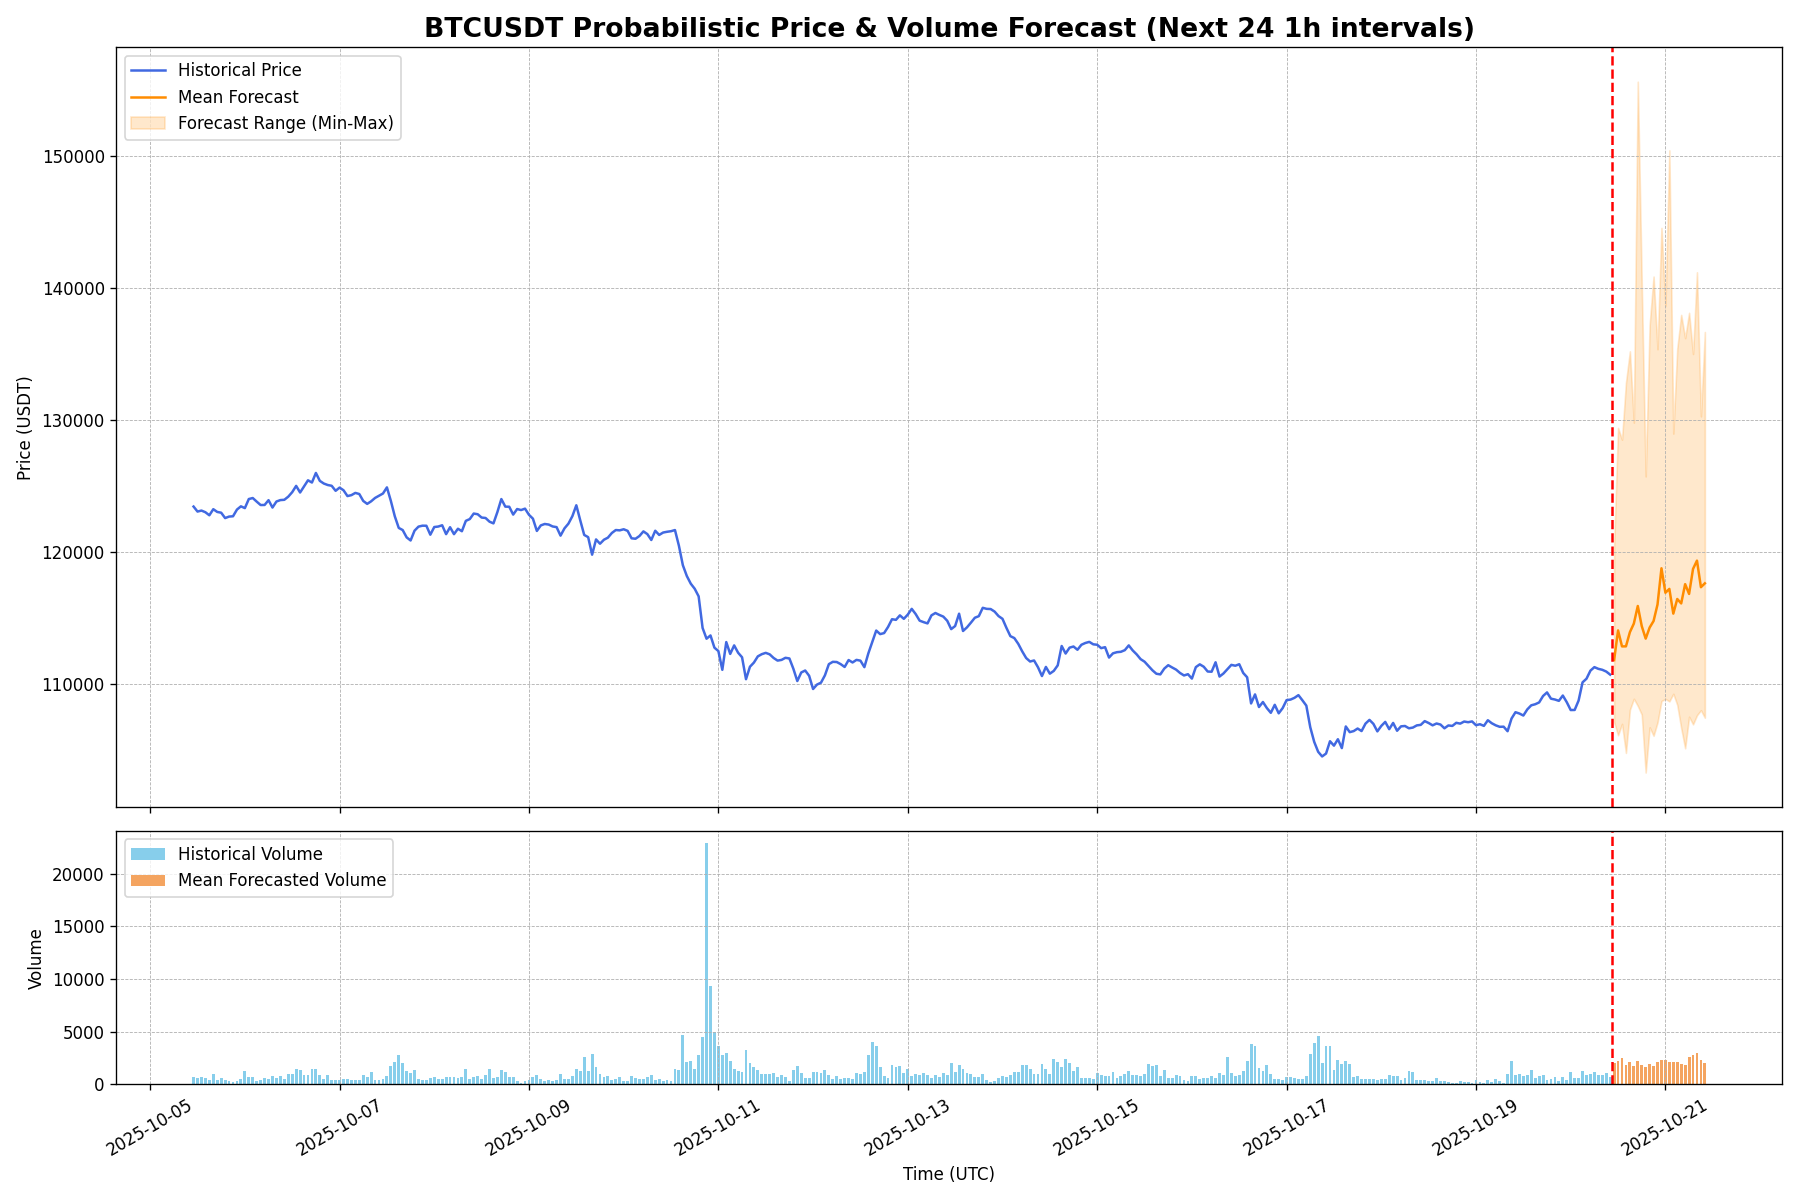 BTCUSDT Probabilistic Price & Volume Forecast (Next 24 1h intervals)
Historical Price
Mean Forecast
Forecast Range (Min-Max)
150000
140000
130000
120000
110000
Price (USDT)
Historical Volume
Mean Forecasted Volume
20000
15000
10000
5000
0
Volume
2025-10-05
2025-10-07
2025-10-09
2025-10-11
2025-10-13
2025-10-15
2025-10-17
2025-10-19
2025-10-21
Time (UTC)